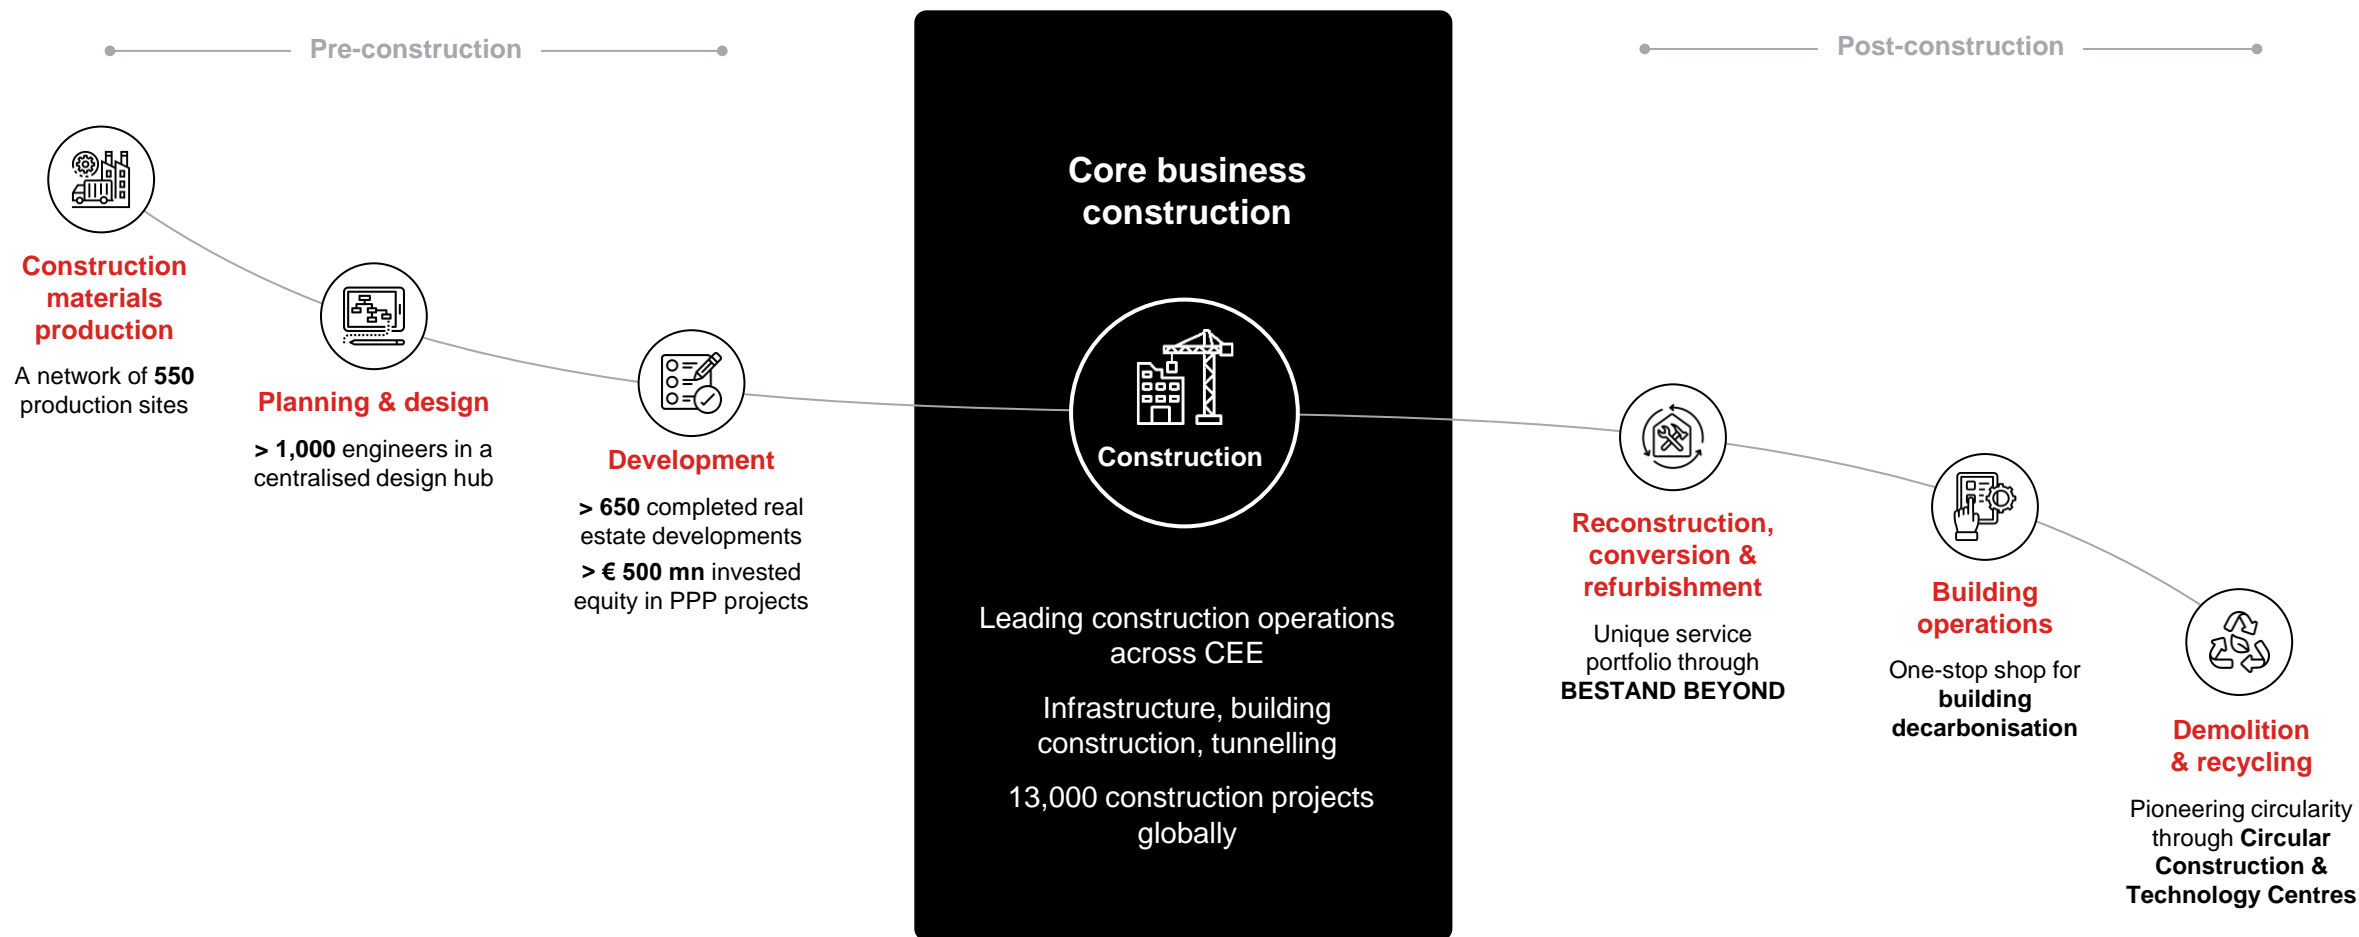 Pre-construction
Construction
materials
production
A network of 550
production sites
Planning & design
> 1,000 engineers in a
centralised design hub
Development
> 650 completed real
estate developments
> € 500 mn invested
equity in PPP projects
Core business
construction
Construction
Leading construction operations
across CEE
Infrastructure, building
construction, tunnelling
13,000 construction projects
globally
Post-construction
Reconstruction,
conversion &
refurbishment
Unique service
portfolio through
BESTAND BEYOND
Building
operations
One-stop shop for
building
decarbonisation
Demolition
& recycling
Pioneering circularity
through Circular
Construction &
Technology Centres